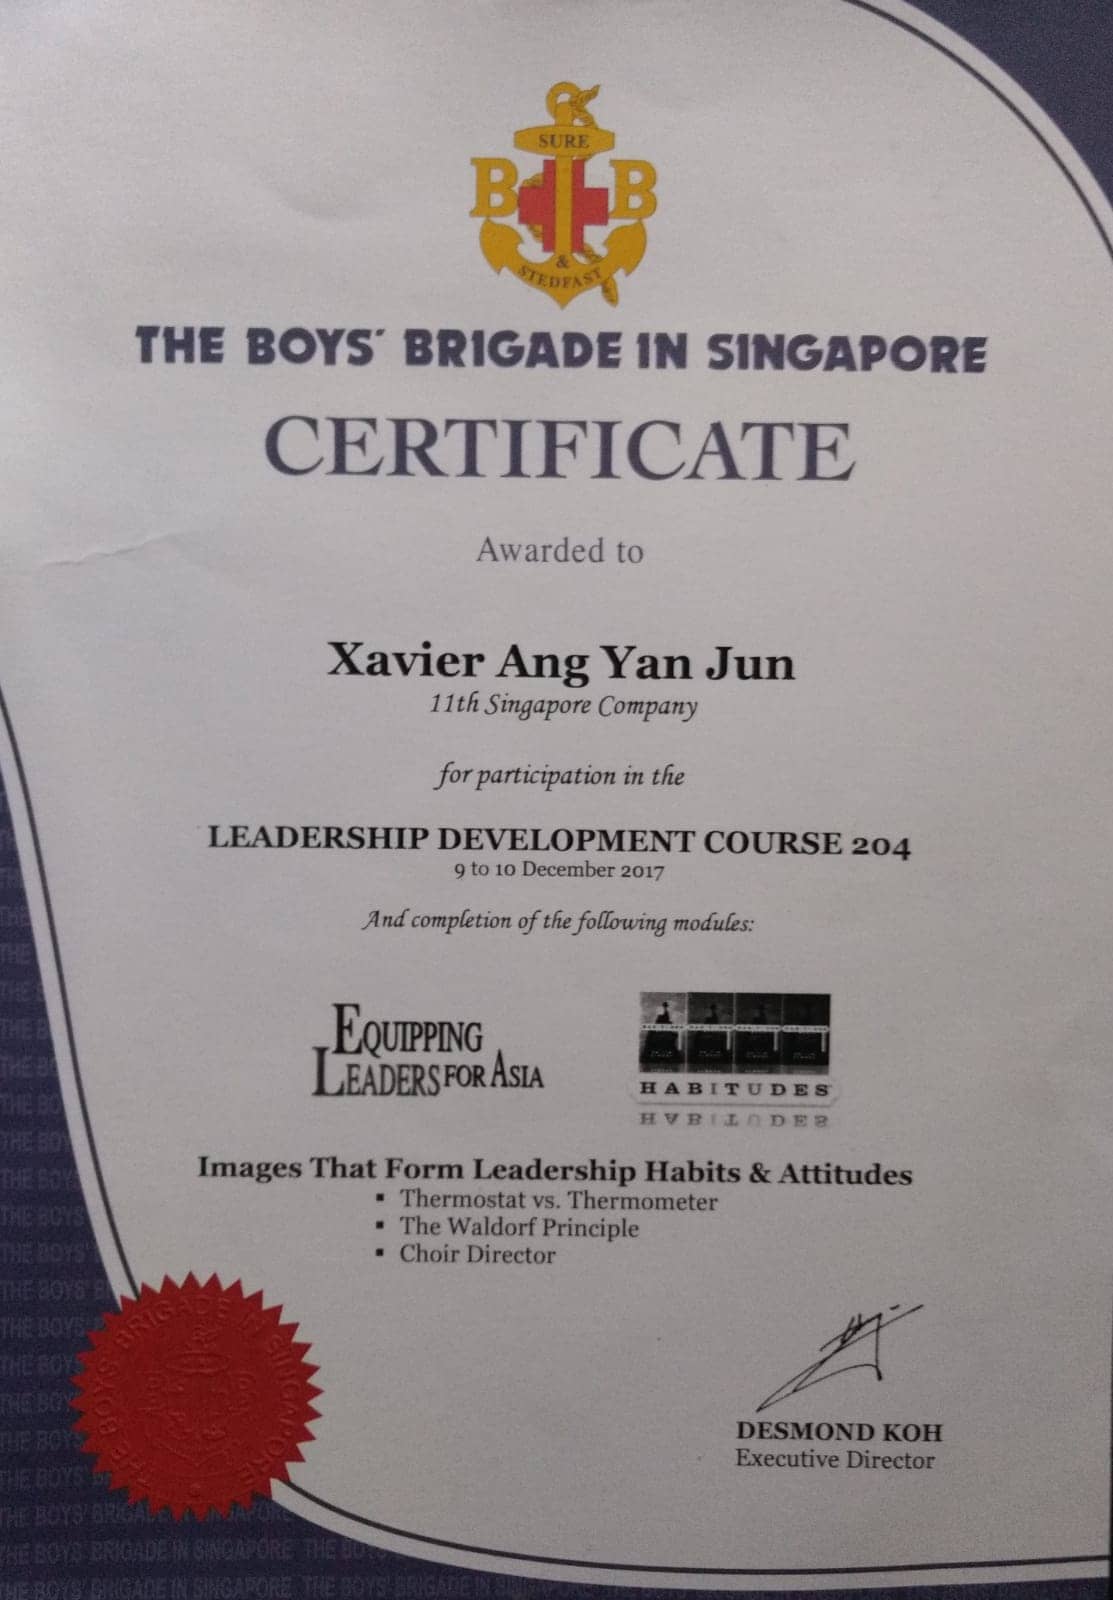 SURE
B B
&
STEDFAST
THE BOYS' BRIGADE IN SINGAPORE
CERTIFICATE
Awarded to
Xavier Ang Yan Jun
11th Singapore Company
for participation in the
LEADERSHIP DEVELOPMENT COURSE 204
9 to 10 December 2017
And completion of the following modules:
EQUIPPING
LEADERS FOR ASIA
HABITUDES
Images That Form Leadership Habits & Attitudes
▪ Thermostat vs. Thermometer
▪ The Waldorf Principle
▪ Choir Director
THE BOYS' BRIGADE IN SINGAPORE
DESMOND KOH
Executive Director
THE BOYS' BRIGADE IN SINGAPORE THE BOYS' BRIGADE IN